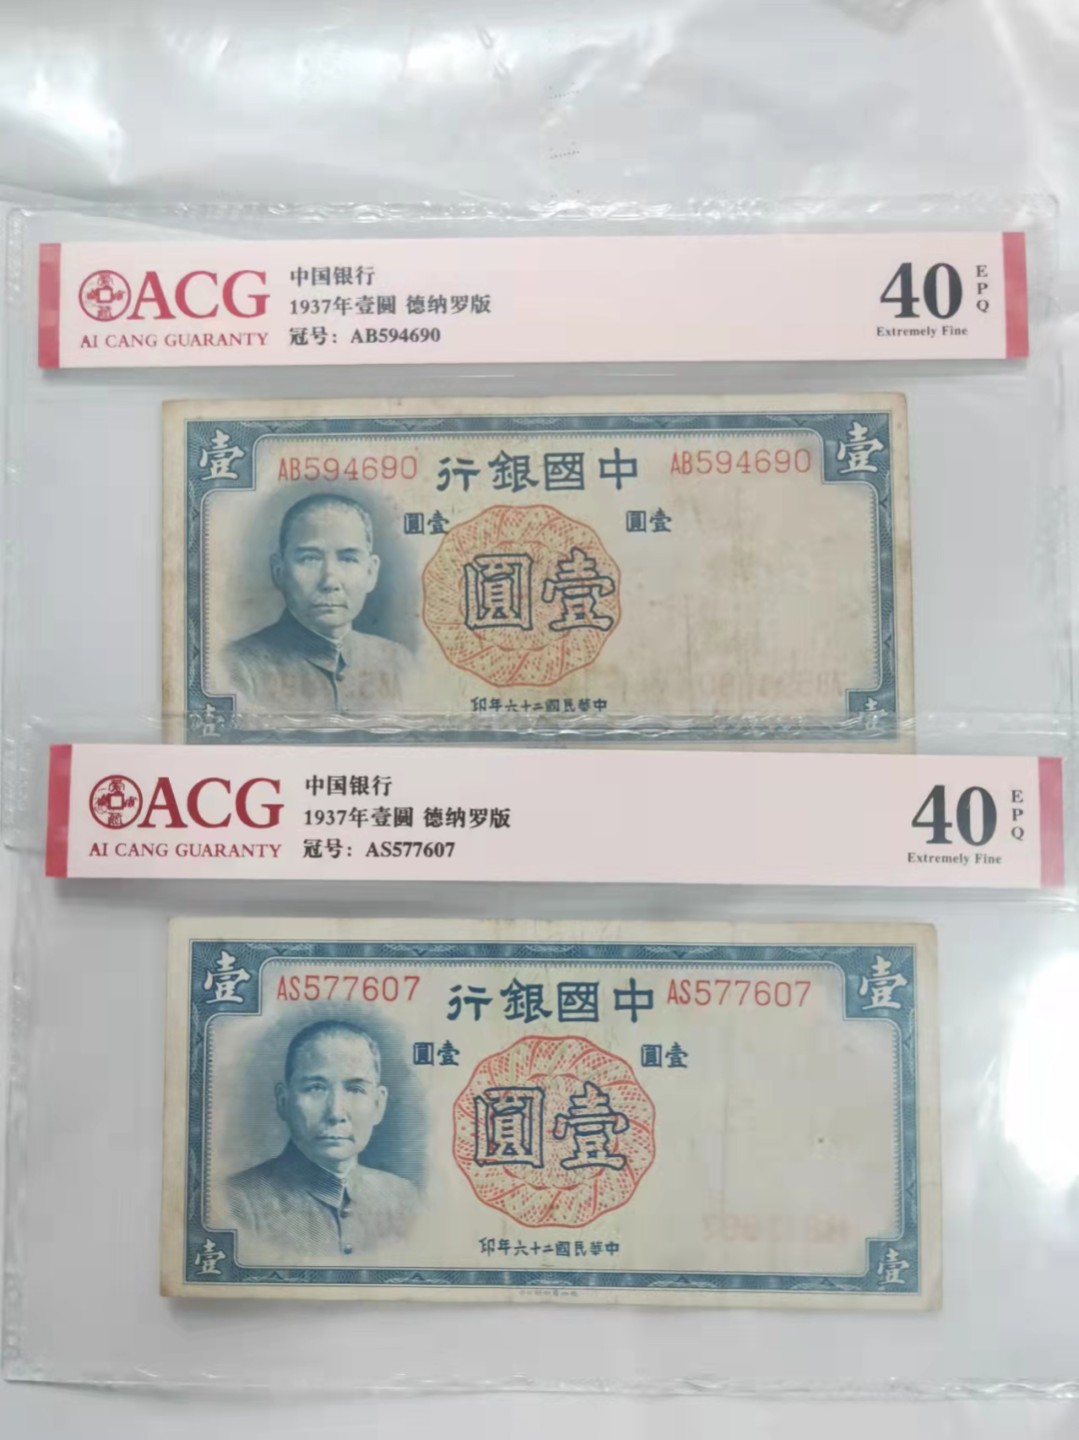 ACG
AI CANG GUARANTY
中国银行
1937年壹圓 德纳罗版
冠号：AB594690
40
EPQ
Extremely Fine
壹
壹
AB594690
行銀國中
AB594690
圓壹
圓壹
圓壹
印年六十二國民華中
壹
壹
ACG
AI CANG GUARANTY
中国银行
1937年壹圓 德纳罗版
冠号：AS577607
40
EPQ
Extremely Fine
壹
壹
AS577607
行銀國中
AS577607
圓壹
圓壹
圓壹
印年六十二國民華中
壹
壹